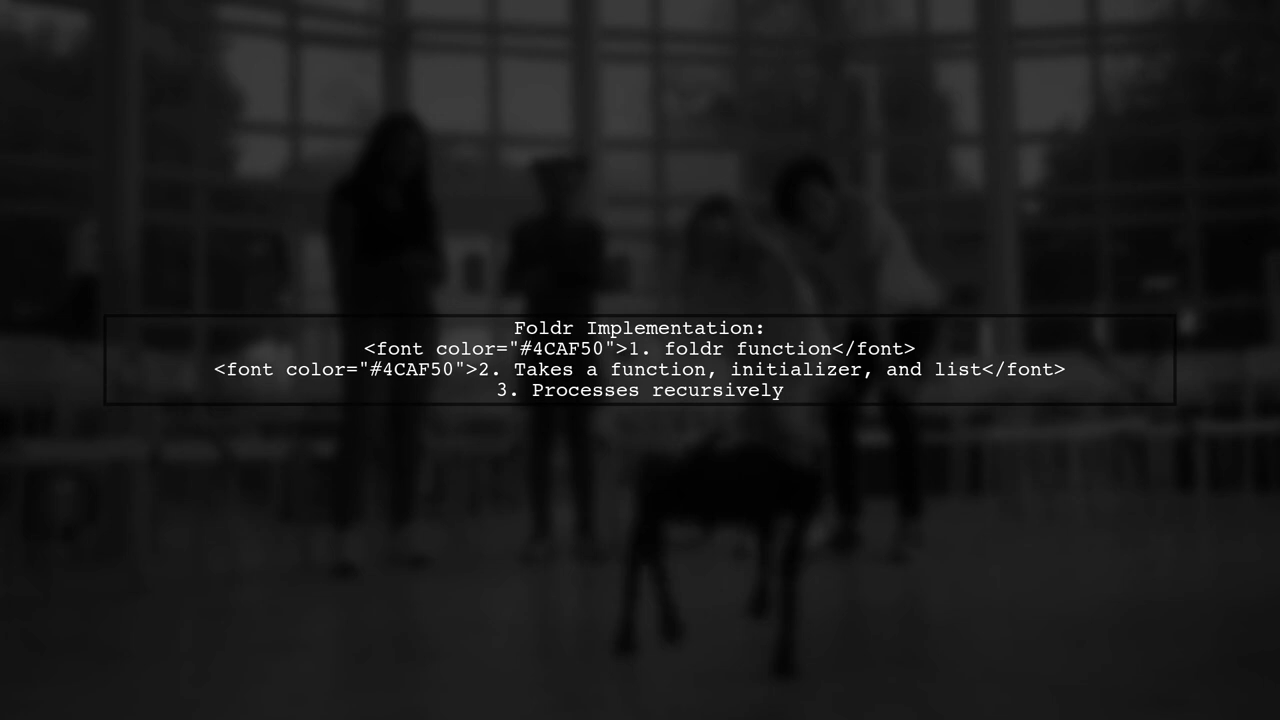 Foldr Implementation:
<font color="#4CAF50">1. foldr function</font>
<font color="#4CAF50">2. Takes a function, initializer, and list</font>
3. Processes recursively